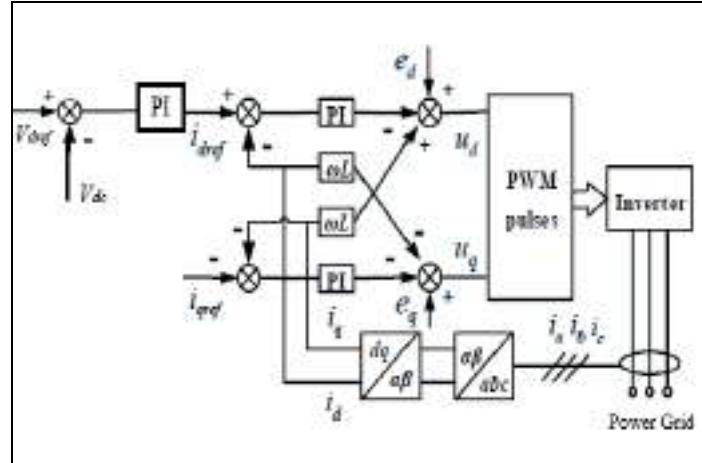 e_d
+
+ PI + PI - +
V_dref - i_dref - + u_d
V_dc ωL PWM
pulses Inverter
ωL
- -
- PI - u_q
i_qref e_q +
i_q i_a i_b i_c
dq αβ
αβ abc
i_d
Power Grid